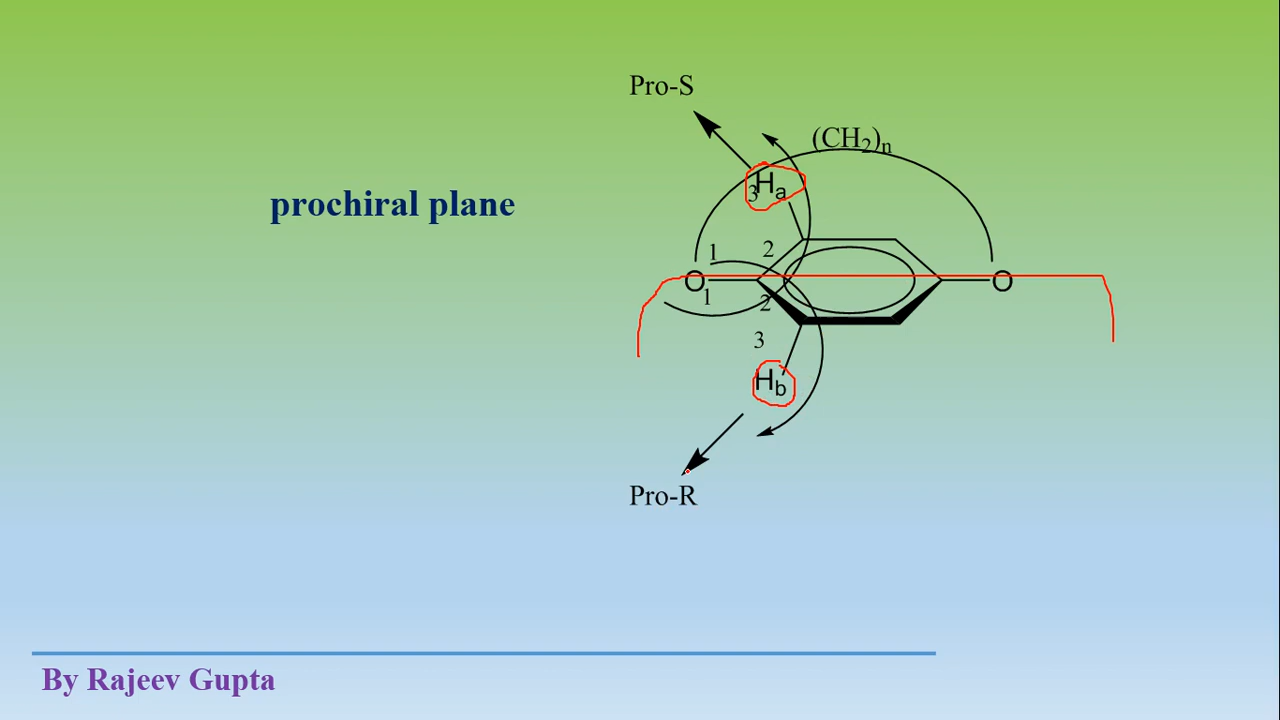 Pro-S
(CH2)n
3
Ha
prochiral plane
1
2
O
O
1
2
3
Hb
Pro-R
By Rajeev Gupta